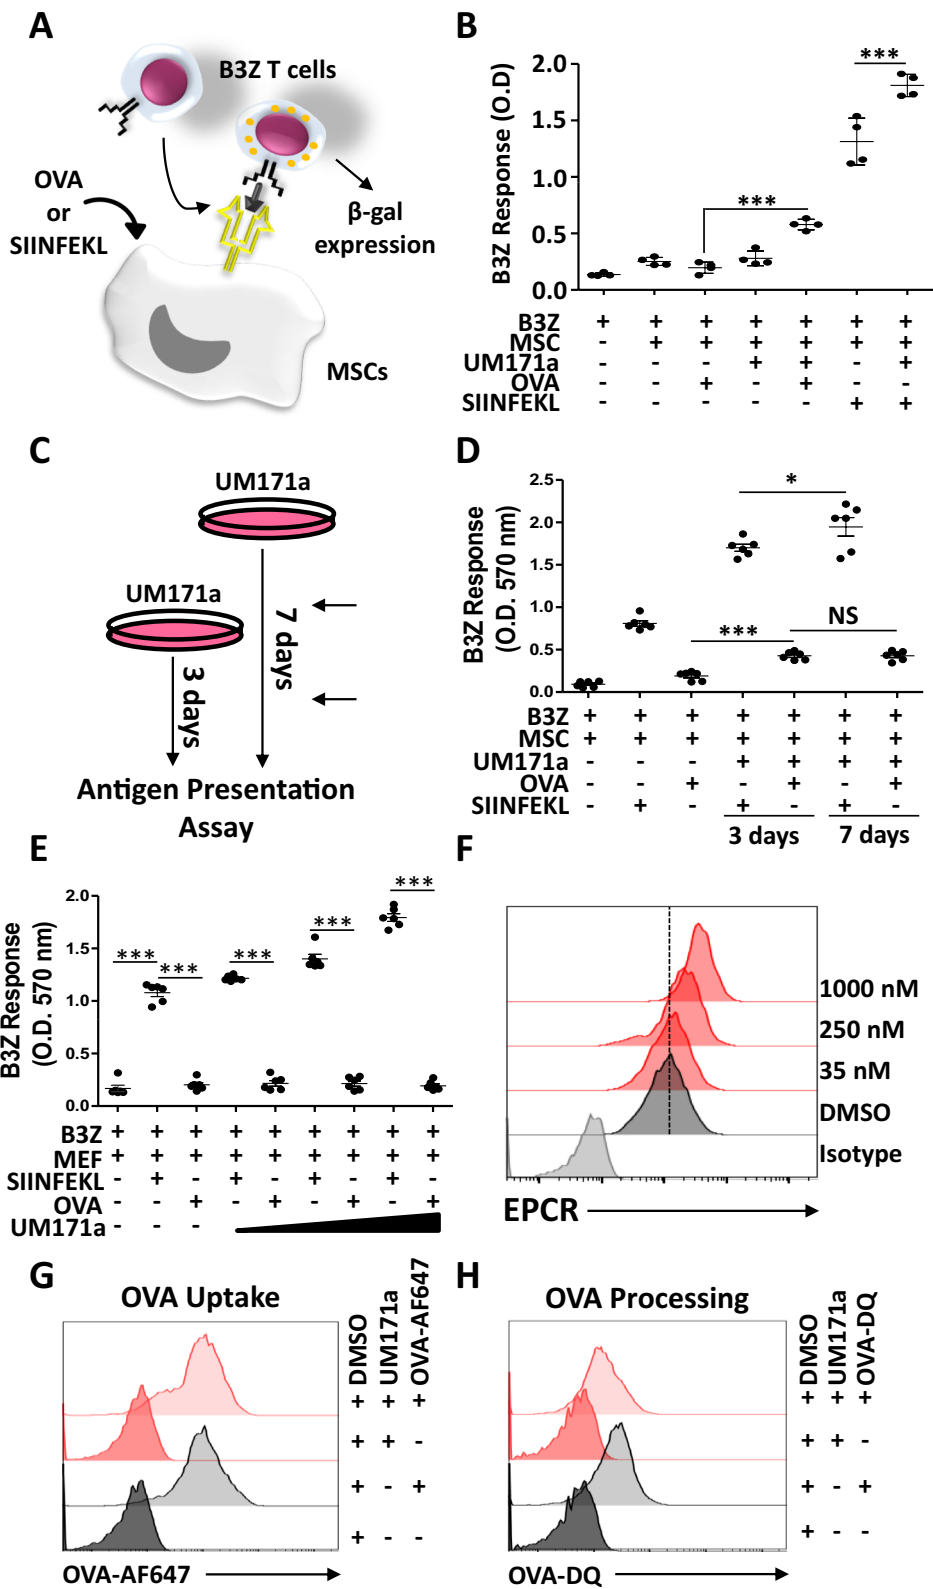 A
B3Z T cells
OVA
or
SIINFEKL
β-gal
expression
MSCs
B
B3Z Response (O.D)
2.0
1.5
1.0
0.5
0.0
***
***
B3Z + + + + + + +
MSC - + + + + + +
UM171a - - - + + - +
OVA - - + - + - -
SIINFEKL - - - - - + +
C
UM171a
UM171a
7 days
3 days
Antigen Presentation
Assay
D
B3Z Response
(O.D. 570 nm)
2.5
2.0
1.5
1.0
0.5
0.0
*
***
NS
B3Z + + + + + + +
MSC + + + + + + +
UM171a - - - + + + +
OVA - - + - + - +
SIINFEKL - + - + - + -
3 days 7 days
E
B3Z Response
(O.D. 570 nm)
2.0
1.5
1.0
0.5
0.0
***
***
***
***
***
B3Z + + + + + + + + +
MEF + + + + + + + + +
SIINFEKL - + - + - + - + -
OVA - - + - + - + - +
UM171a - - -
F
1000 nM
250 nM
35 nM
DMSO
Isotype
EPCR
G
OVA Uptake
DMSO
UM171a
OVA-AF647
+ + +
+ + -
+ - +
+ - -
OVA-AF647
H
OVA Processing
DMSO
UM171a
OVA-DQ
+ + +
+ + -
+ - +
+ - -
OVA-DQ